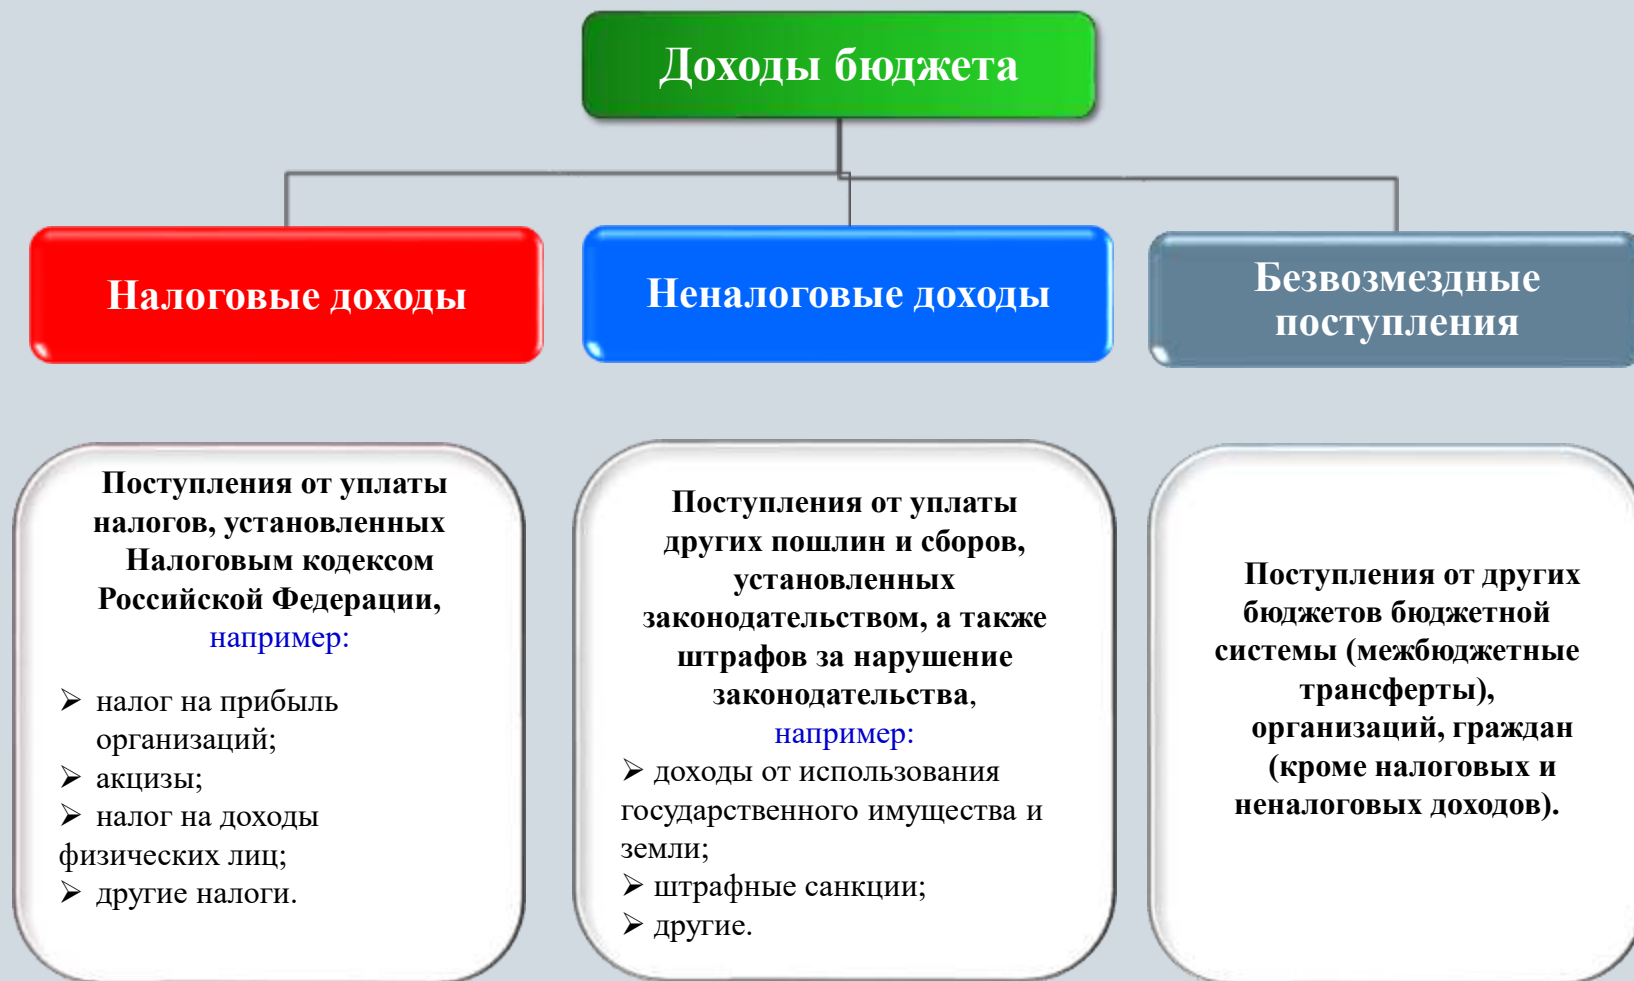 Доходы бюджета
Налоговые доходы
Неналоговые доходы
Безвозмездные
поступления
Поступления от уплаты
налогов, установленных
Налоговым кодексом
Российской Федерации,
например:
➢ налог на прибыль
организаций;
➢ акцизы;
➢ налог на доходы
физических лиц;
➢ другие налоги.
Поступления от уплаты
других пошлин и сборов,
установленных
законодательством, а также
штрафов за нарушение
законодательства,
например:
➢ доходы от использования
государственного имущества и
земли;
➢ штрафные санкции;
➢ другие.
Поступления от других
бюджетов бюджетной
системы (межбюджетные
трансферты),
организаций, граждан
(кроме налоговых и
неналоговых доходов).